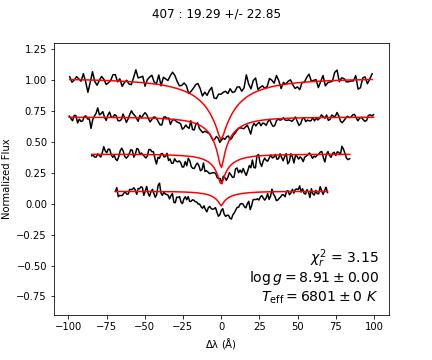 407 : 19.29 +/- 22.85
1.25
1.00
0.75
0.50
0.25
0.00
−0.25
−0.50
−0.75
Normalized Flux
χ²ᵣ = 3.15
log g = 8.91 ± 0.00
T_eff = 6801 ± 0 K
−100 −75 −50 −25 0 25 50 75 100
Δλ (Å)